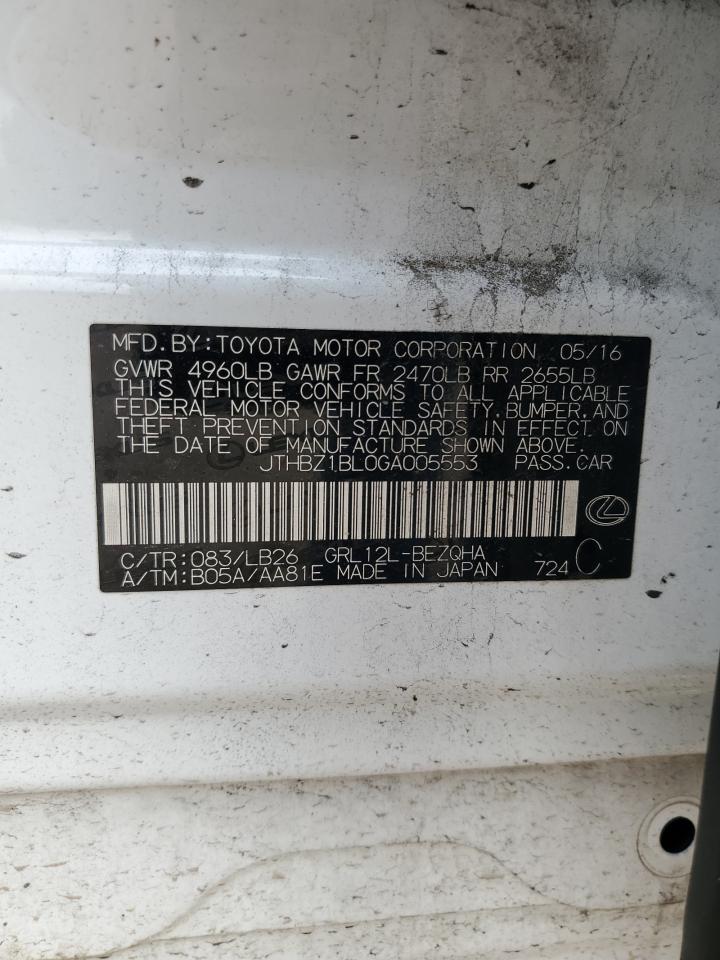 MFD.BY:TOYOTA MOTOR CORPORATION 05/16
GVWR 4960LB GAWR FR 2470LB RR 2655LB
THIS VEHICLE CONFORMS TO ALL APPLICABLE
FEDERAL MOTOR VEHICLE SAFETY,BUMPER,AND
THEFT PREVENTION STANDARDS IN EFFECT ON
THE DATE OF MANUFACTURE SHOWN ABOVE.
JTHBZ1BL0GA005553 PASS.CAR
C/TR:083/LB26 GRL12L-BEZQHA
A/TM:B05A/AA81E MADE IN JAPAN 724 C